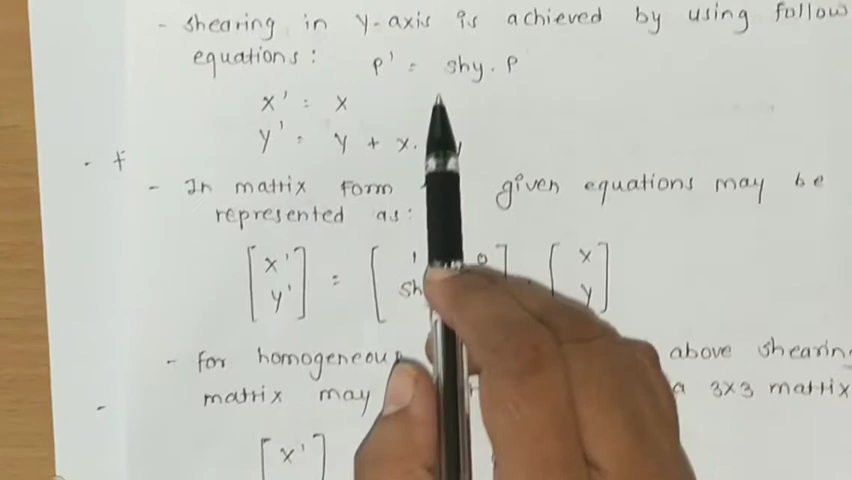 - shearing in Y-axis is achieved by using follow
equations: P' = shy. P
x' = x
y' = y + x.
- f
- In matrix form given equations may be
represented as:
[x' y'] = [1 0 sh ] . [x y]
- for homogeneous above shearing
matrix may a 3x3 matrix
-
[x'